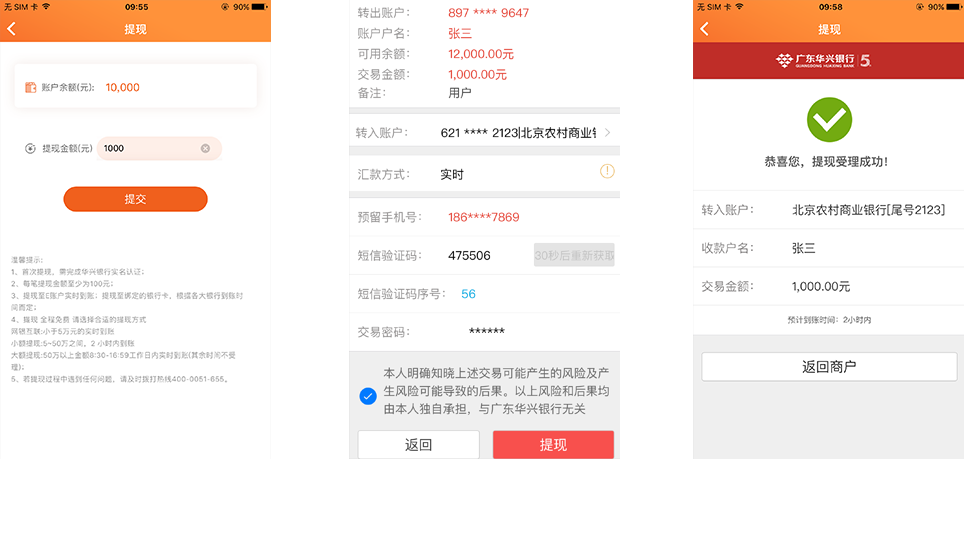 无 SIM 卡
09:55
90%
提现
账户余额(元): 10,000
提现金额(元) 1000
提交
温馨提示:
1、首次提现，需完成华兴银行实名认证;
2、每笔提现金额至少为100元;
3、提现至E账户实时到账; 提现至绑定的银行卡，根据各大银行到账时
间而定;
4、提现 全程免费 请选择合适的提现方式
网银互联:小于5万元的实时到账
小额提现:5~50万之间，2 小时内到账
大额提现:50万以上金额8:30-16:59工作日内实时到账(其余时间不受
理);
5、若提现过程中遇到任何问题，请及时拨打热线400-0651-655。
转出账户: 897 **** 9647
账户户名: 张三
可用余额: 12,000.00元
交易金额: 1,000.00元
备注: 用户
转入账户: 621 **** 2123|北京农村商业
汇款方式: 实时
预留手机号: 186****7869
短信验证码: 475506 30秒后重新获取
短信验证码序号: 56
交易密码: ******
本人明确知晓上述交易可能产生的风险及产
生风险可能导致的后果。以上风险和后果均
由本人独自承担，与广东华兴银行无关
返回 提现
无 SIM 卡
09:58
90%
提现
广东华兴银行 5
GUANGDONG HUAXING BANK
恭喜您，提现受理成功!
转入账户: 北京农村商业银行[尾号2123]
收款户名: 张三
交易金额: 1,000.00元
预计到账时间: 2小时内
返回商户